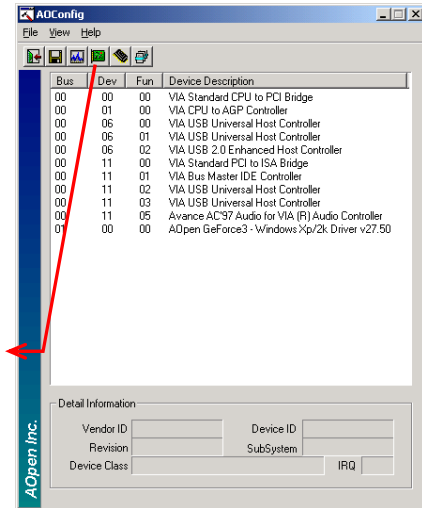 AOConfig
File View Help
Bus Dev Fun Device Description
00 00 00 VIA Standard CPU to PCI Bridge
00 01 00 VIA CPU to AGP Controller
00 06 00 VIA USB Universal Host Controller
00 06 01 VIA USB Universal Host Controller
00 06 02 VIA USB 2.0 Enhanced Host Controller
00 11 00 VIA Standard PCI to ISA Bridge
00 11 01 VIA Bus Master IDE Controller
00 11 02 VIA USB Universal Host Controller
00 11 03 VIA USB Universal Host Controller
00 11 05 Avance AC'97 Audio for VIA (R) Audio Controller
01 00 00 AOpen GeForce3 - Windows Xp/2k Driver v27.50
Detail Information
Vendor ID Device ID
Revision SubSystem
Device Class IRQ
AOpen Inc.